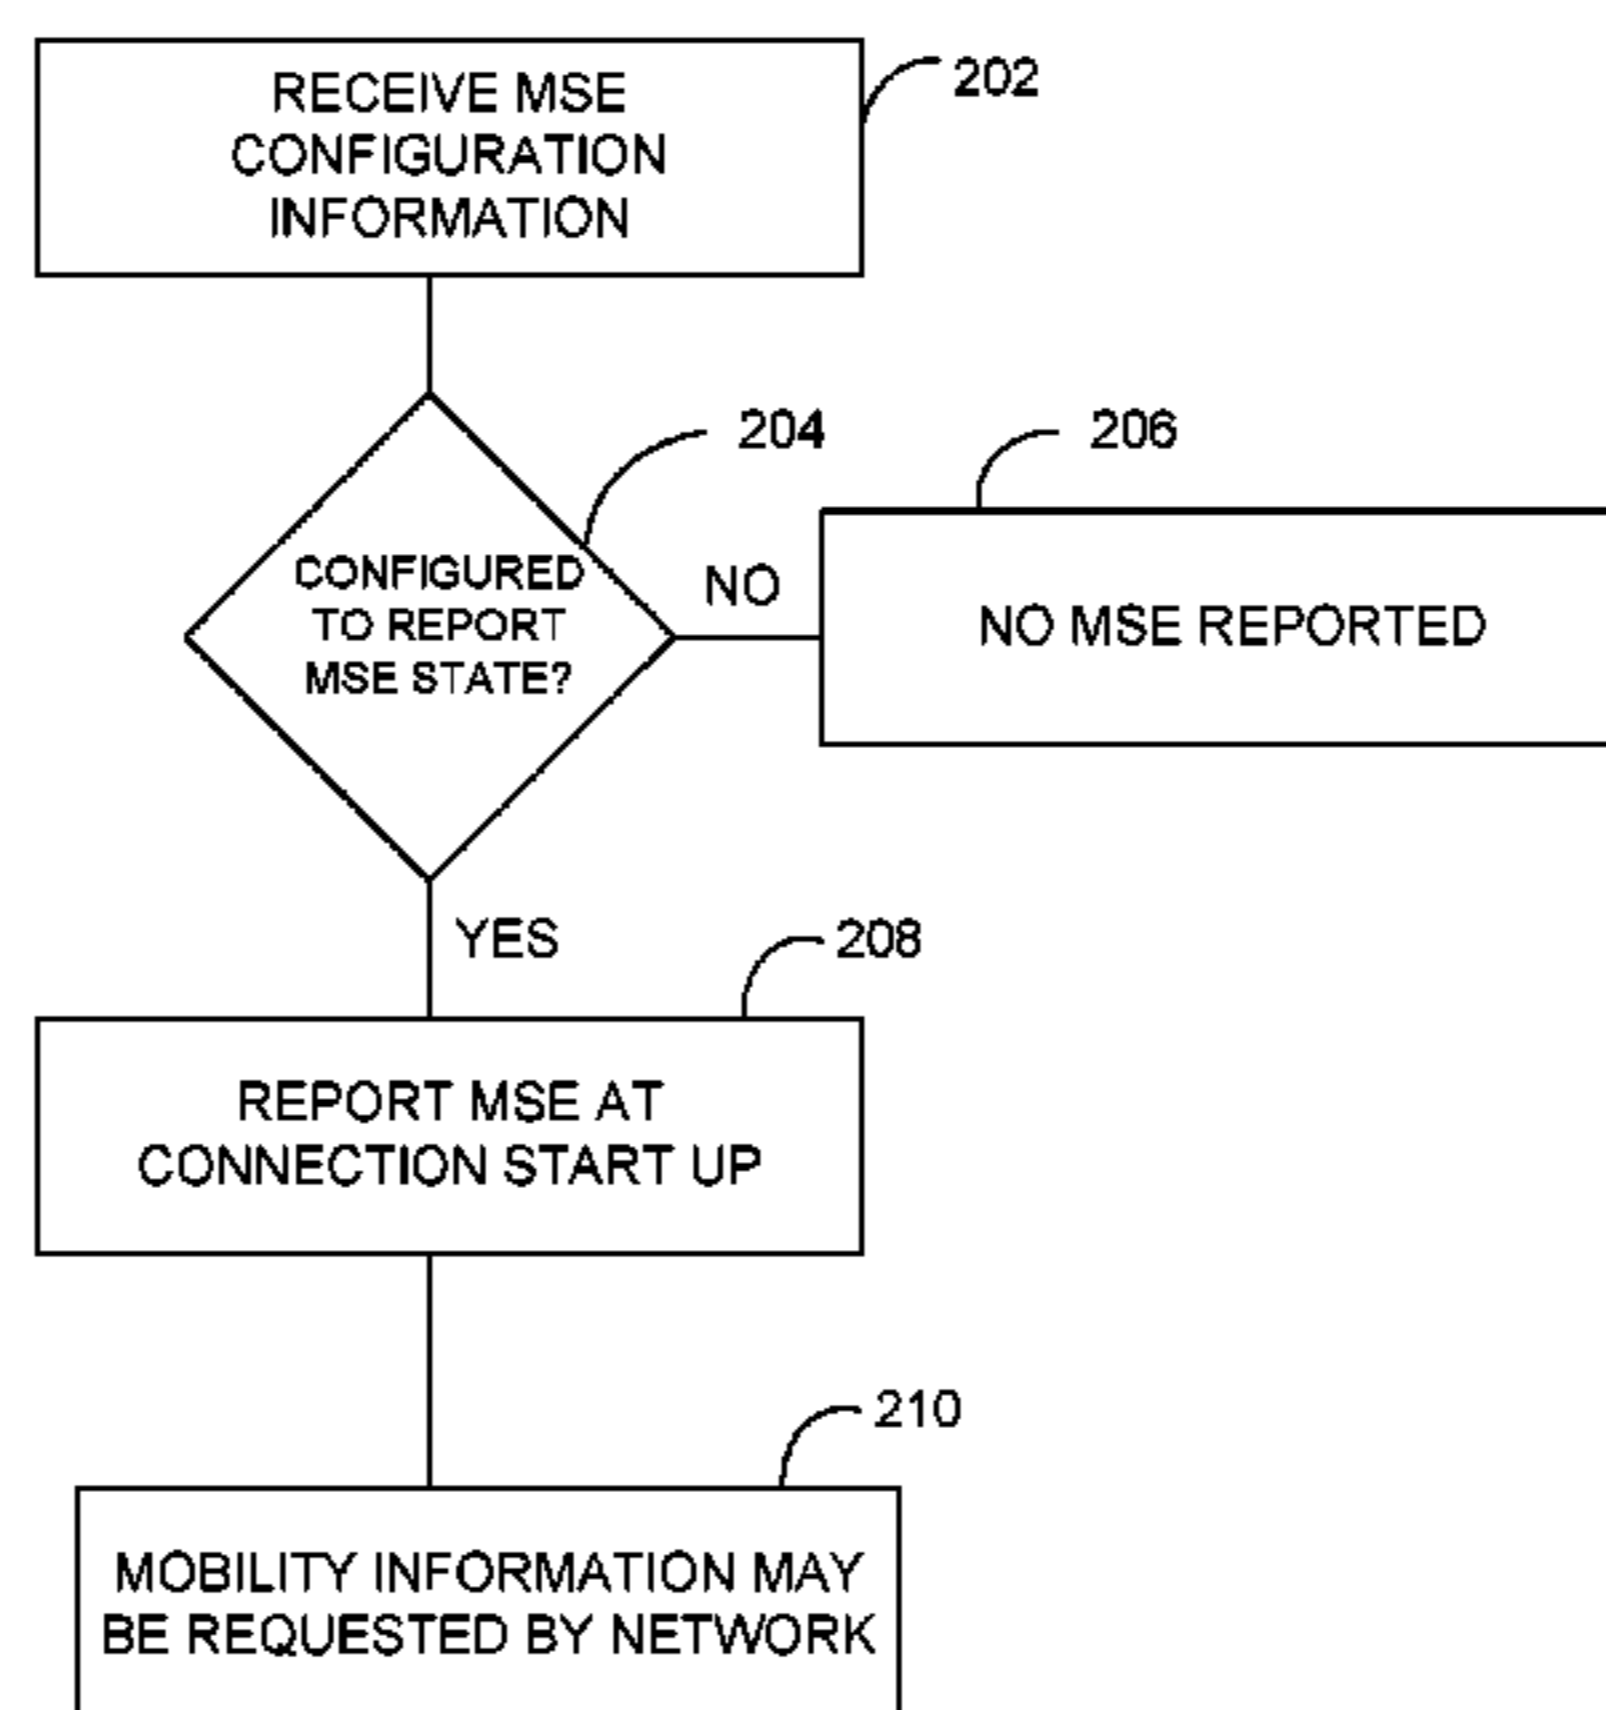 RECEIVE MSE
CONFIGURATION
INFORMATION
202
204
206
CONFIGURED
TO REPORT
MSE STATE?
NO
NO MSE REPORTED
YES
208
REPORT MSE AT
CONNECTION START UP
210
MOBILITY INFORMATION MAY
BE REQUESTED BY NETWORK